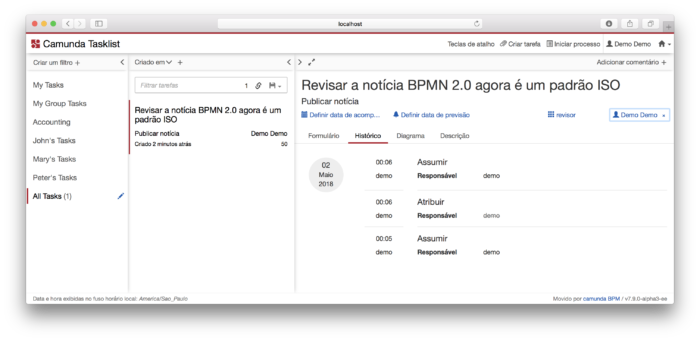 localhost
Camunda Tasklist
Teclas de atalho Criar tarefa Iniciar processo Demo Demo
Criar um filtro +
Criado em +
Adicionar comentário +
My Tasks
My Group Tasks
Accounting
John's Tasks
Mary's Tasks
Peter's Tasks
All Tasks (1)
Filtrar tarefas 1
Revisar a notícia BPMN 2.0 agora é um
padrão ISO
Publicar notícia Demo Demo
Criado 2 minutos atrás 50
Revisar a notícia BPMN 2.0 agora é um padrão ISO
Publicar notícia
Definir data de acomp... Definir data de previsão revisor Demo Demo
Formulário Histórico Diagrama Descrição
02
Maio
2018
00:06 Assumir
demo Responsável demo
00:06 Atribuir
demo Responsável demo
00:05 Assumir
demo Responsável demo
Data e hora exibidas no fuso horário local: America/Sao_Paulo
Movido por camunda BPM / v7.9.0-alpha3-ee